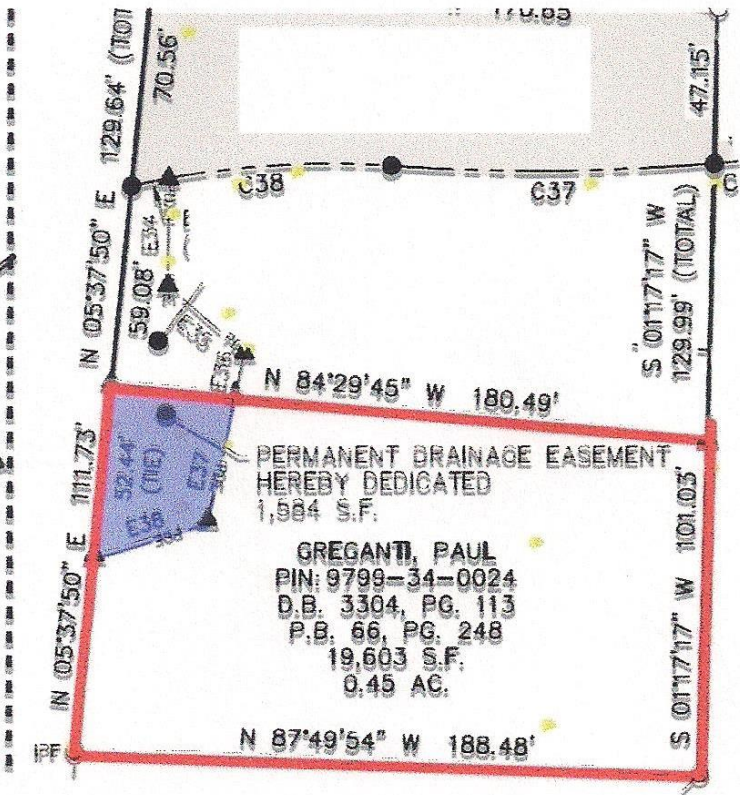 170.65
129.64'
70.56'
47.15'
C38
C37
N 05°37'50" E
E34
59.08'
E35
E36
S 01°17'17" W
129.99' (TOTAL)
N 84°29'45" W 180.49'
111.73'
52.44'
(TIE)
E37
E38
PERMANENT DRAINAGE EASEMENT
HEREBY DEDICATED
1,584 S.F.
GREGANTI, PAUL
PIN: 9799-34-0024
D.B. 3304, PG. 113
P.B. 66, PG. 248
19,603 S.F.
0.45 AC.
N 05°37'50" E
S 01°17'17" W 101.03'
IPF
N 87°49'54" W 188.48'